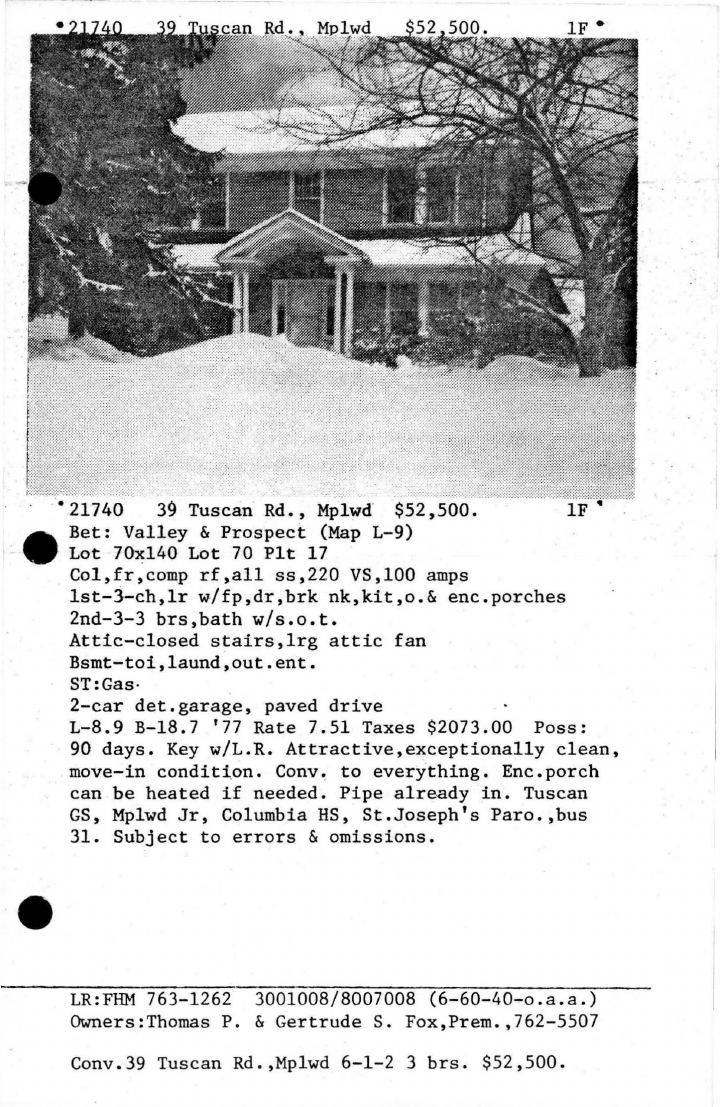 21740 39 Tuscan Rd., Mplwd $52,500. 1F
21740 39 Tuscan Rd., Mplwd $52,500. 1F
Bet: Valley & Prospect (Map L-9)
Lot 70x140 Lot 70 Plt 17
Col,fr,comp rf,all ss,220 VS,100 amps
1st-3-ch,lr w/fp,dr,brk nk,kit,o.& enc.porches
2nd-3-3 brs,bath w/s.o.t.
Attic-closed stairs,lrg attic fan
Bsmt-toi,laund,out.ent.
ST:Gas
2-car det.garage, paved drive
L-8.9 B-18.7 '77 Rate 7.51 Taxes $2073.00 Poss:
90 days. Key w/L.R. Attractive,exceptionally clean,
move-in condition. Conv. to everything. Enc.porch
can be heated if needed. Pipe already in. Tuscan
GS, Mplwd Jr, Columbia HS, St.Joseph's Paro.,bus
31. Subject to errors & omissions.
LR:FHM 763-1262 3001008/8007008 (6-60-40-o.a.a.)
Owners:Thomas P. & Gertrude S. Fox,Prem.,762-5507
Conv.39 Tuscan Rd.,Mplwd 6-1-2 3 brs. $52,500.